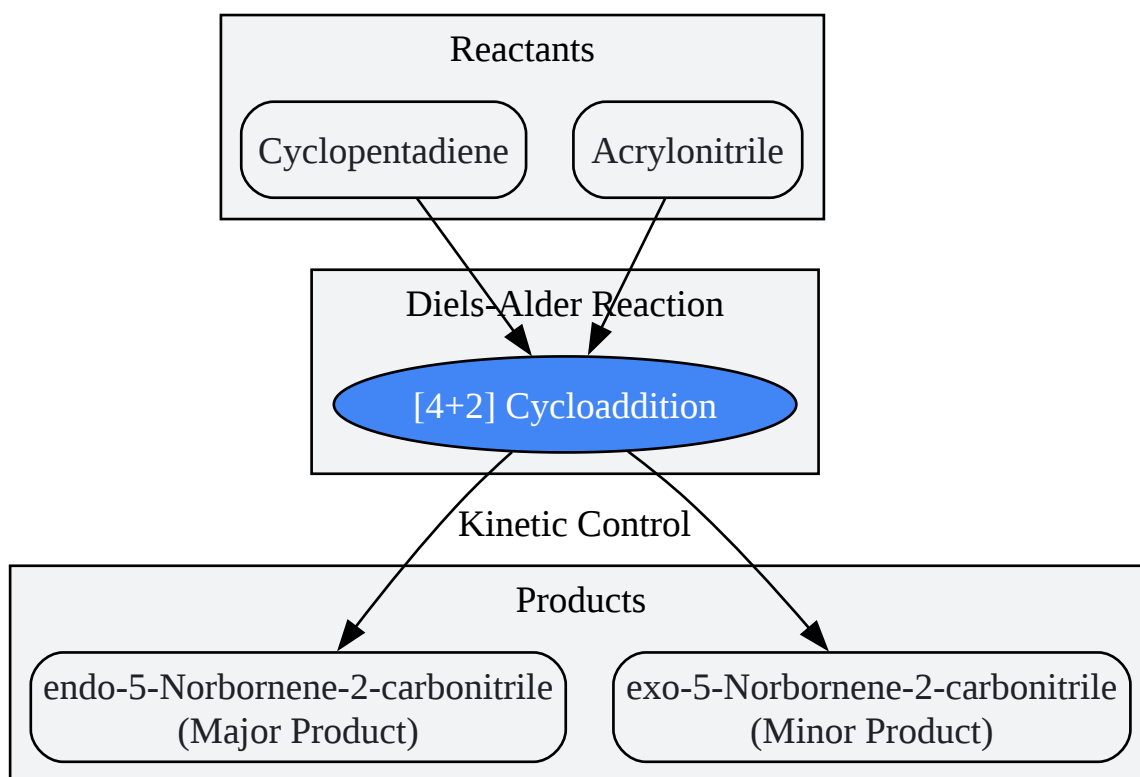 Reactants
Cyclopentadiene
Acrylonitrile
Diels-Alder Reaction
[4+2] Cycloaddition
Kinetic Control
Products
endo-5-Norbornene-2-carbonitrile
(Major Product)
exo-5-Norbornene-2-carbonitrile
(Minor Product)